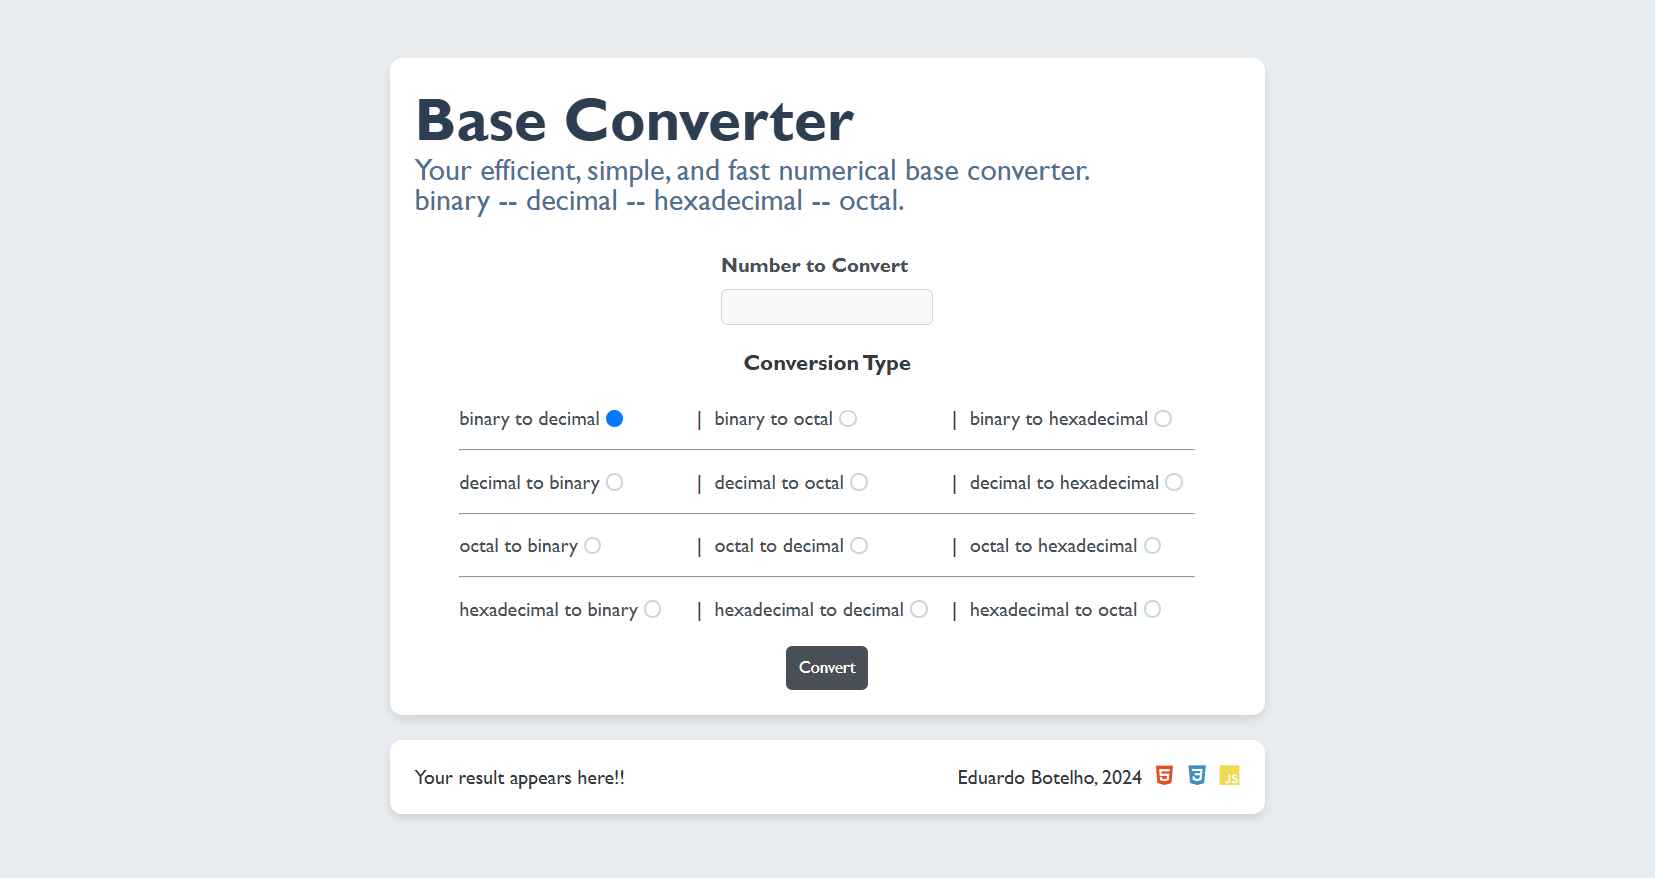 Base Converter
Your efficient, simple, and fast numerical base converter.
binary -- decimal -- hexadecimal -- octal.
Number to Convert
Conversion Type
binary to decimal | binary to octal | binary to hexadecimal
decimal to binary | decimal to octal | decimal to hexadecimal
octal to binary | octal to decimal | octal to hexadecimal
hexadecimal to binary | hexadecimal to decimal | hexadecimal to octal
Convert
Your result appears here!! Eduardo Botelho, 2024 5 3 JS